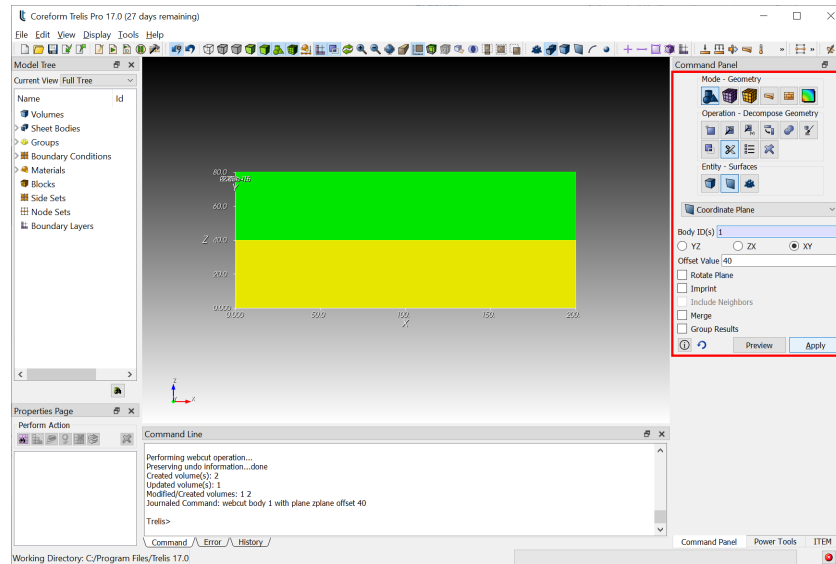 Coreform Trelis Pro 17.0 (27 days remaining)
File Edit View Display Tools Help
Model Tree
Current View Full Tree
Name Id
Volumes
Sheet Bodies
Groups
Boundary Conditions
Materials
Blocks
Side Sets
Node Sets
Boundary Layers
Properties Page
Perform Action
80.0
Y
60.0
Z 40.0
20.0
0.000
0.000 50.0 100. 150. 200.
X
Z
X
Command Line
Performing webcut operation...
Preserving undo information...done
Created volume(s): 2
Updated volume(s): 1
Modified/Created volumes: 1 2
Journaled Command: webcut body 1 with plane zplane offset 40
Trelis>
Command Error History
Command Panel
Mode - Geometry
Operation - Decompose Geometry
Entity - Surfaces
Coordinate Plane
Body ID(s) 1
YZ ZX XY
Offset Value 40
Rotate Plane
Imprint
Include Neighbors
Merge
Group Results
Preview Apply
Command Panel Power Tools ITEM
Working Directory: C:/Program Files/Trelis 17.0